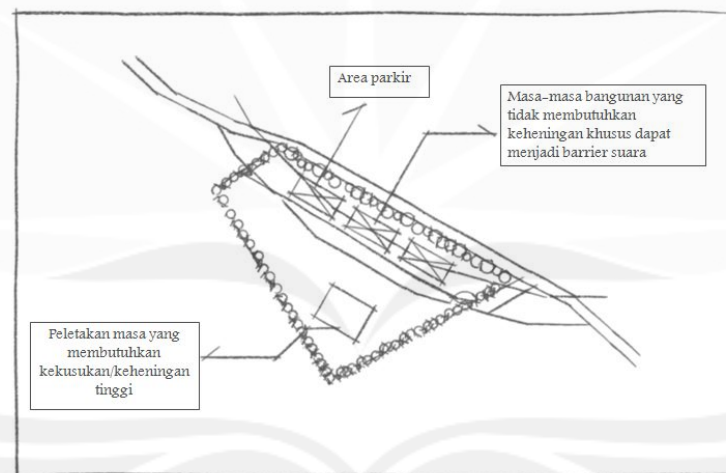 Area parkir
Masa-masa bangunan yang
tidak membutuhkan
keheningan khusus dapat
menjadi barrier suara
Peletakan masa yang
membutuhkan
kekusukan/keheningan
tinggi